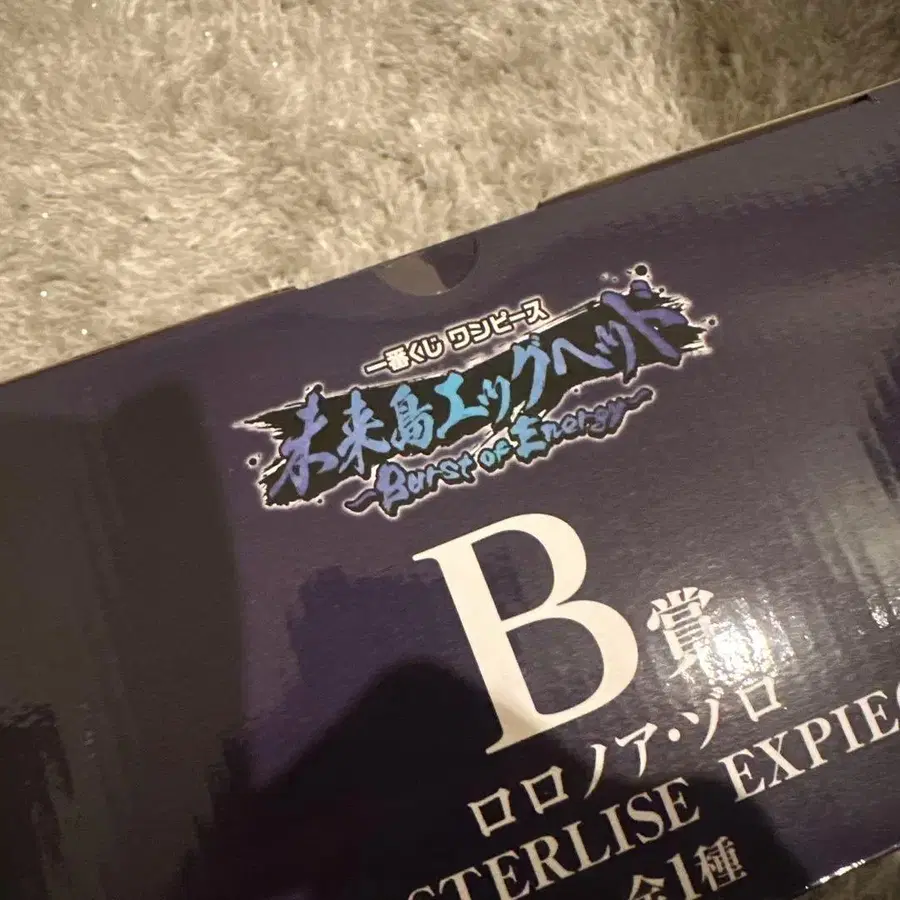 一番くじ ワンピース
未来島エッグヘッド
~Burst of Energy~
B賞
ロロノア・ゾロ
STERLISE EXPIE
全1種